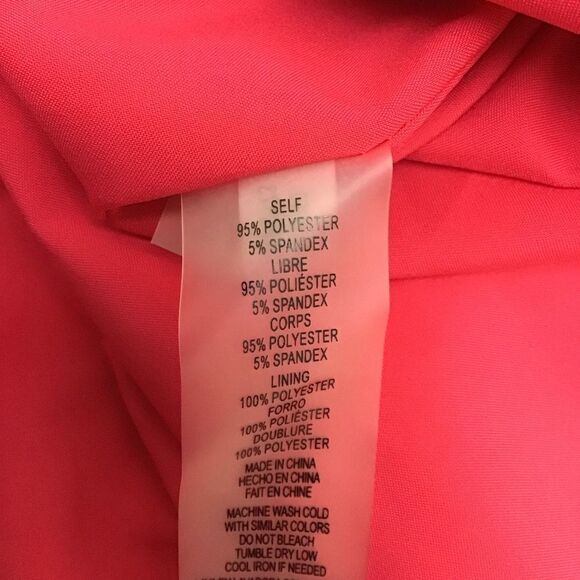 SELF
95% POLYESTER
5% SPANDEX
LIBRE
95% POLIÉSTER
5% SPANDEX
CORPS
95% POLYESTER
5% SPANDEX
LINING
100% POLYESTER
FORRO
100% POLIÉSTER
DOUBLURE
100% POLYESTER
MADE IN CHINA
HECHO EN CHINA
FAIT EN CHINE
MACHINE WASH COLD
WITH SIMILAR COLORS
DO NOT BLEACH
TUMBLE DRY LOW
COOL IRON IF NEEDED